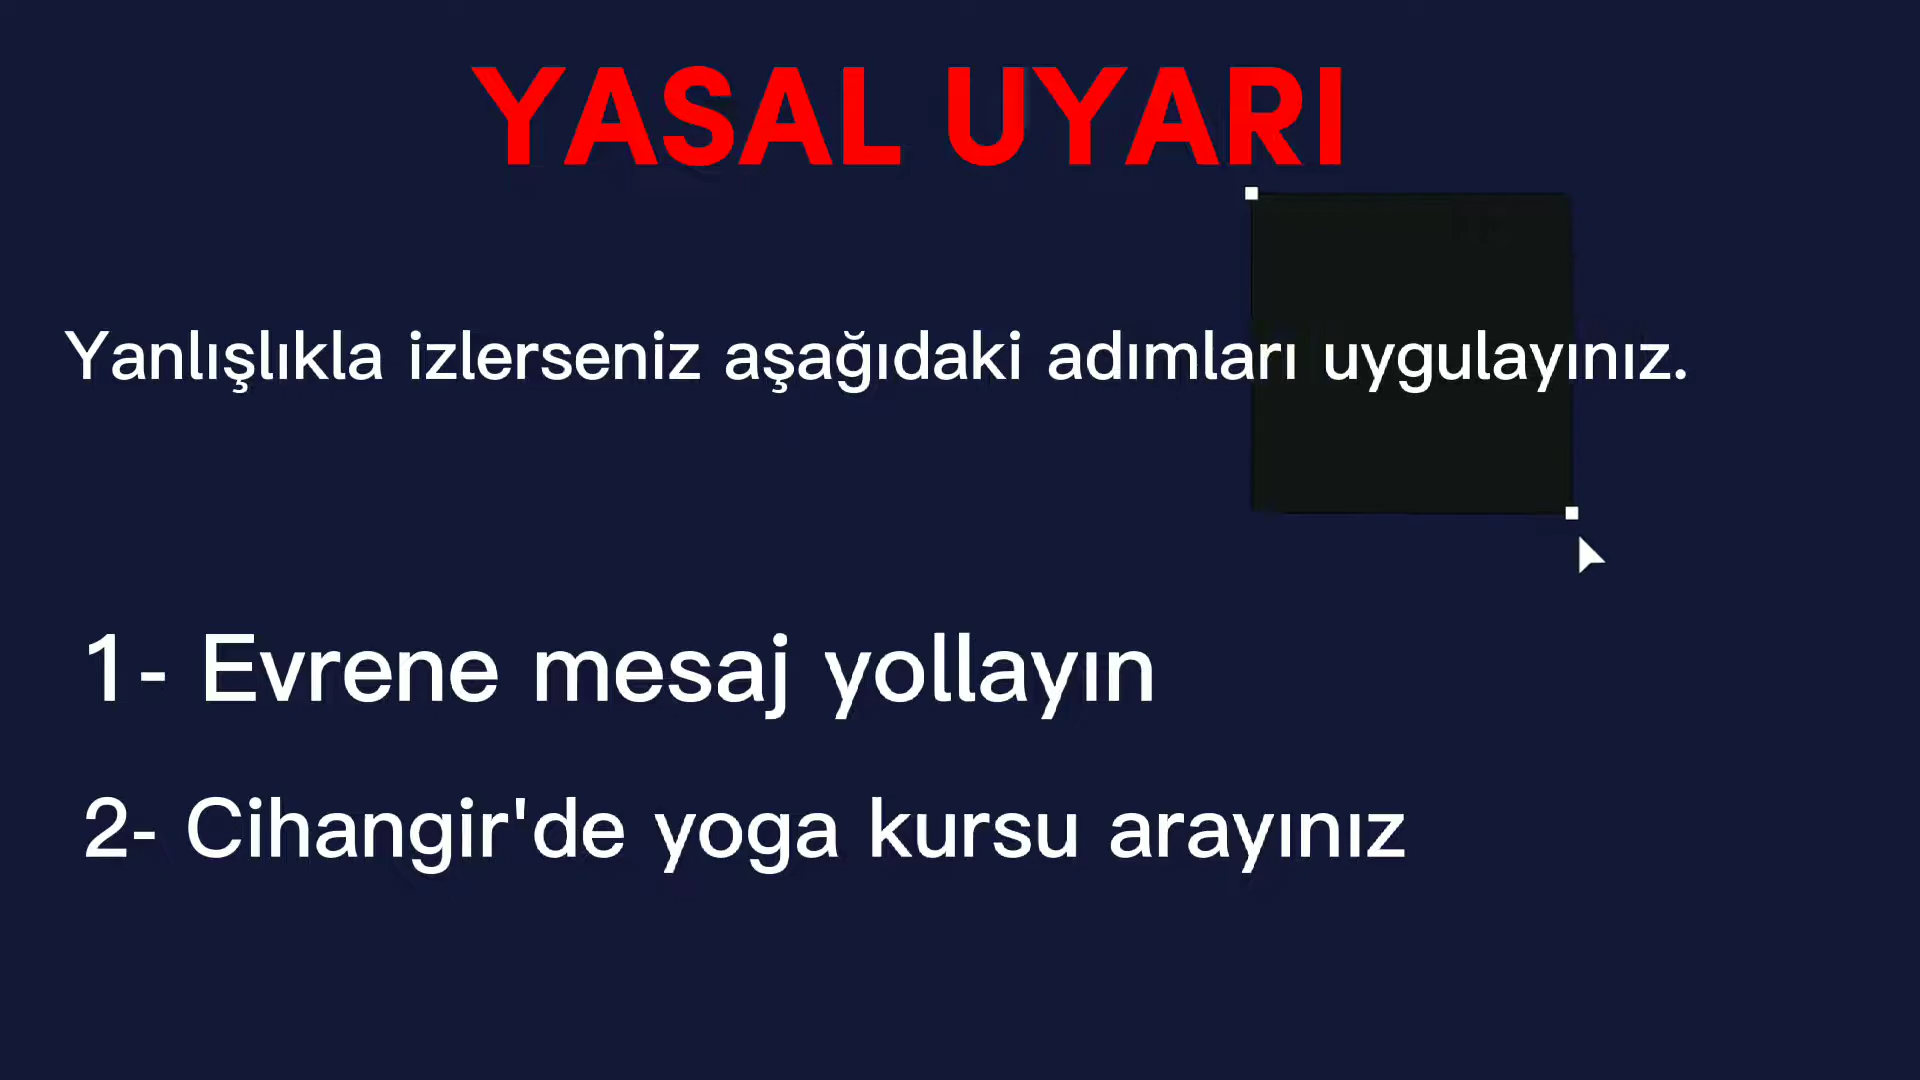 YASAL UYARI
Yanlışlıkla izlerseniz aşağıdaki adımları uygulayınız.
1- Evrene mesaj yollayın
2- Cihangir'de yoga kursu arayınız